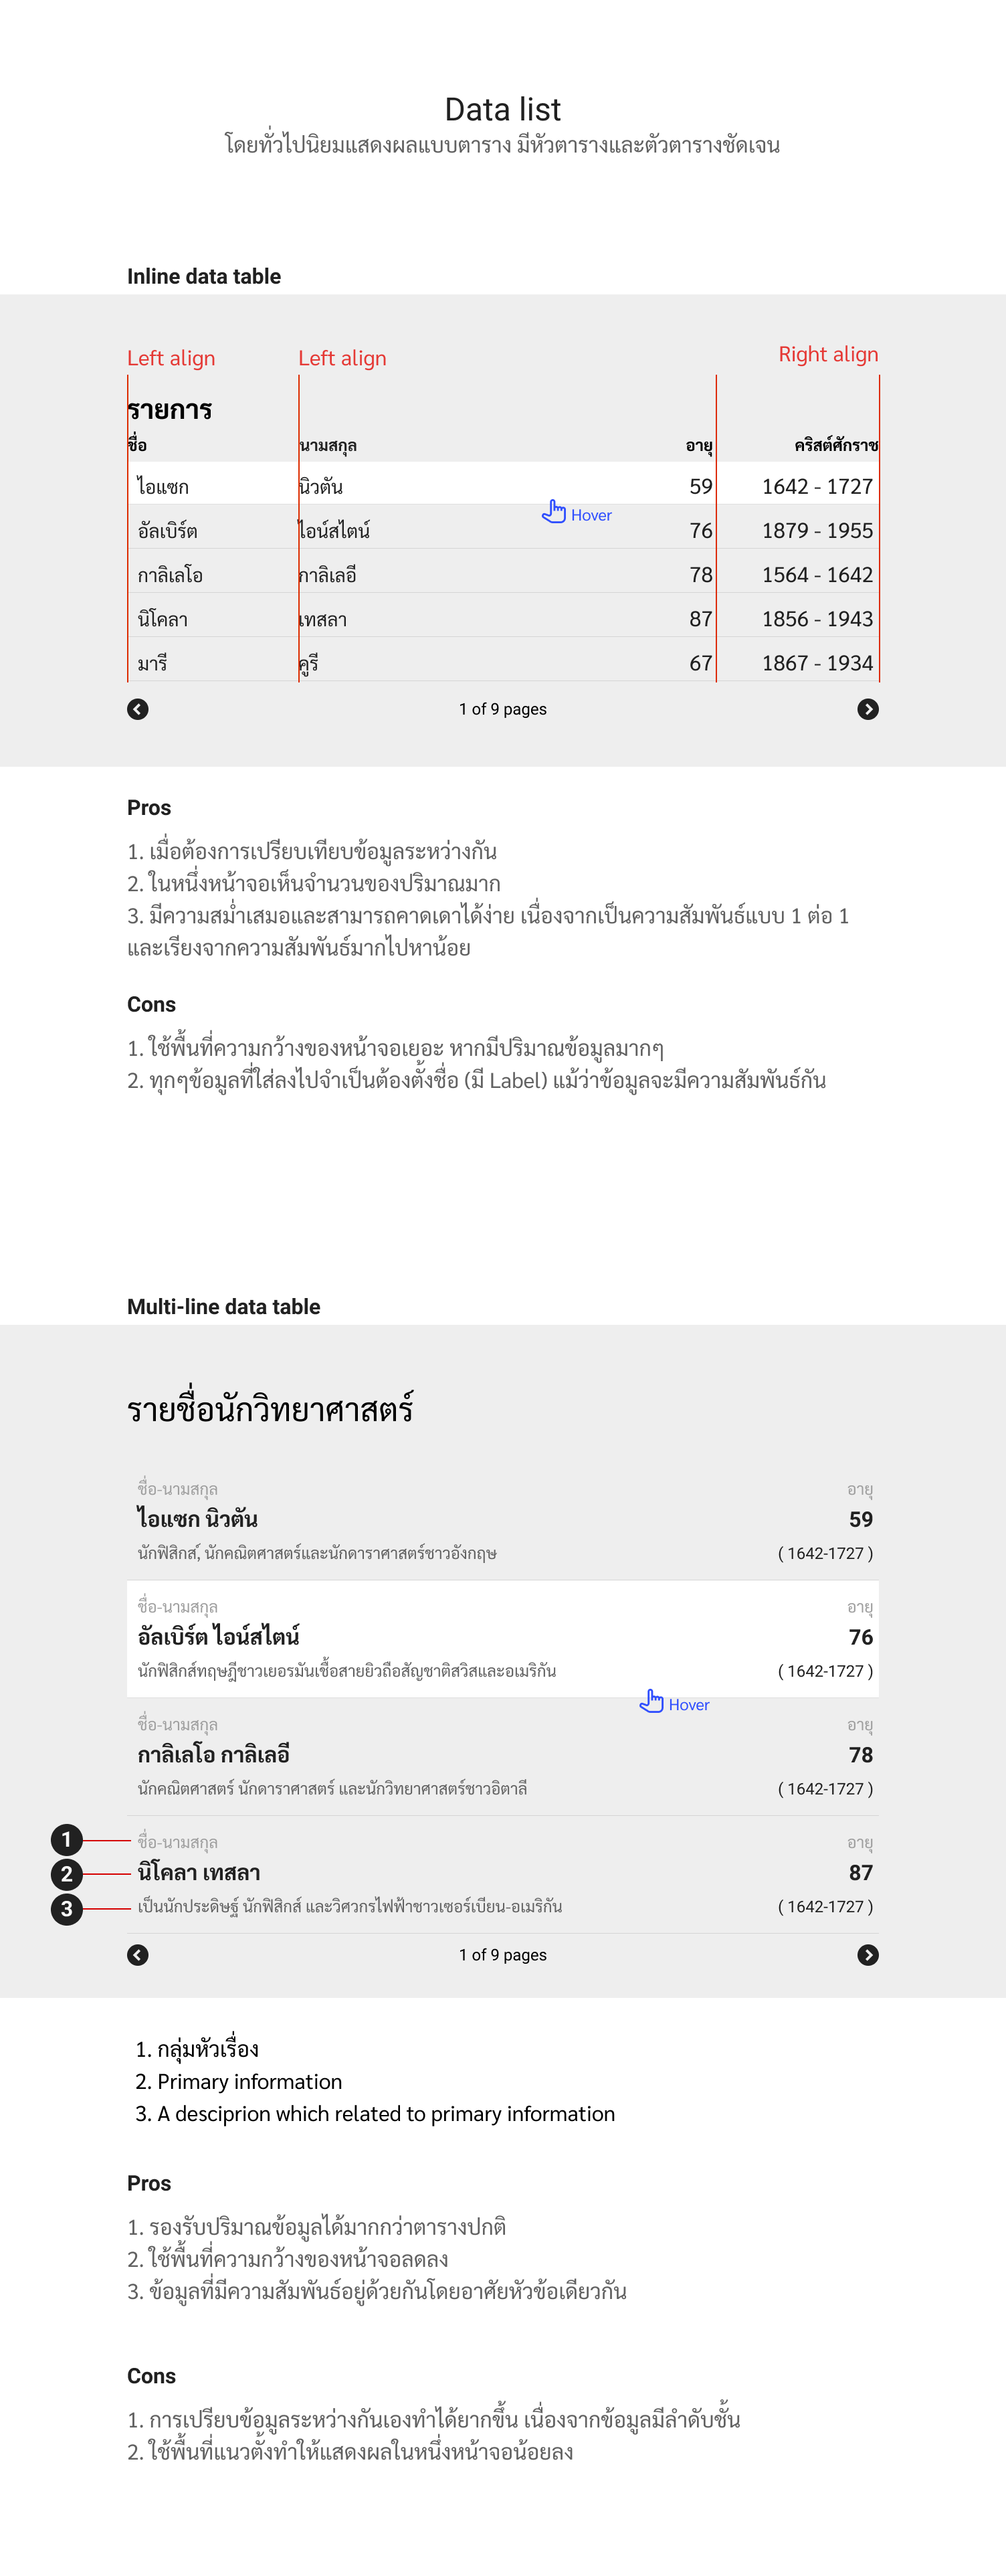 Data list
โดยทั่วไปนิยมแสดงผลแบบตาราง มีหัวตารางและตัวตารางชัดเจน
Inline data table
Left align Left align Right align
รายการ
ชื่อ นามสกุล อายุ คริสต์ศักราช
ไอแซก นิวตัน 59 1642 - 1727
Hover
อัลเบิร์ต ไอน์สไตน์ 76 1879 - 1955
กาลิเลโอ กาลิเลอี 78 1564 - 1642
นิโคลา เทสลา 87 1856 - 1943
มารี คูรี 67 1867 - 1934
1 of 9 pages
Pros
1. เมื่อต้องการเปรียบเทียบข้อมูลระหว่างกัน
2. ในหนึ่งหน้าจอเห็นจำนวนของปริมาณมาก
3. มีความสม่ำเสมอและสามารถคาดเดาได้ง่าย เนื่องจากเป็นความสัมพันธ์แบบ 1 ต่อ 1
และเรียงจากความสัมพันธ์มากไปหาน้อย
Cons
1. ใช้พื้นที่ความกว้างของหน้าจอเยอะ หากมีปริมาณข้อมูลมากๆ
2. ทุกๆข้อมูลที่ใส่ลงไปจำเป็นต้องตั้งชื่อ (มี Label) แม้ว่าข้อมูลจะมีความสัมพันธ์กัน
Multi-line data table
รายชื่อนักวิทยาศาสตร์
ชื่อ-นามสกุล อายุ
ไอแซก นิวตัน 59
นักฟิสิกส์, นักคณิตศาสตร์และนักดาราศาสตร์ชาวอังกฤษ ( 1642-1727 )
ชื่อ-นามสกุล อายุ
อัลเบิร์ต ไอน์สไตน์ 76
นักฟิสิกส์ทฤษฎีชาวเยอรมันเชื้อสายยิวถือสัญชาติสวิสและอเมริกัน ( 1642-1727 )
Hover
ชื่อ-นามสกุล อายุ
กาลิเลโอ กาลิเลอี 78
นักคณิตศาสตร์ นักดาราศาสตร์ และนักวิทยาศาสตร์ชาวอิตาลี ( 1642-1727 )
1 ชื่อ-นามสกุล อายุ
2 นิโคลา เทสลา 87
3 เป็นนักประดิษฐ์ นักฟิสิกส์ และวิศวกรไฟฟ้าชาวเซอร์เบียน-อเมริกัน ( 1642-1727 )
1 of 9 pages
1. กลุ่มหัวเรื่อง
2. Primary information
3. A desciprion which related to primary information
Pros
1. รองรับปริมาณข้อมูลได้มากกว่าตารางปกติ
2. ใช้พื้นที่ความกว้างของหน้าจอลดลง
3. ข้อมูลที่มีความสัมพันธ์อยู่ด้วยกันโดยอาศัยหัวข้อเดียวกัน
Cons
1. การเปรียบข้อมูลระหว่างกันเองทำได้ยากขึ้น เนื่องจากข้อมูลมีลำดับชั้น
2. ใช้พื้นที่แนวตั้งทำให้แสดงผลในหนึ่งหน้าจอน้อยลง